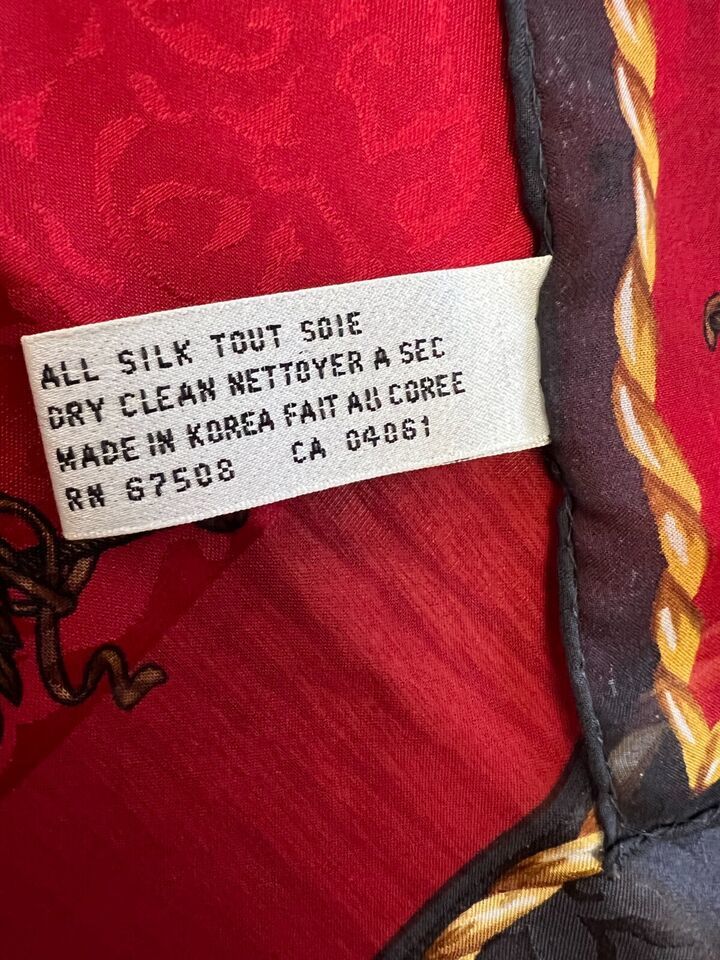 ALL SILK TOUT SOIE
DRY CLEAN NETTOYER A SEC
MADE IN KOREA FAIT AU COREE
RN 67508 CA 04061